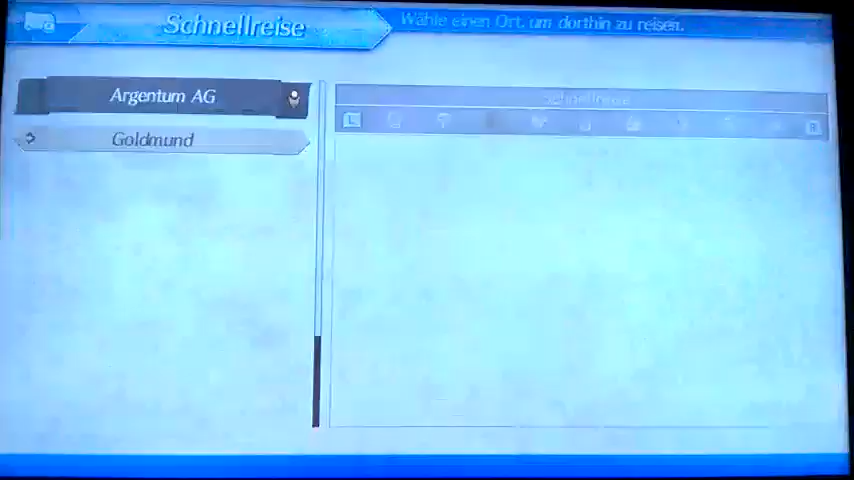 Schnellreise
Wähle einen Ort, um dorthin zu reisen.
Argentum AG
Goldmund
Schnellreise
L
R